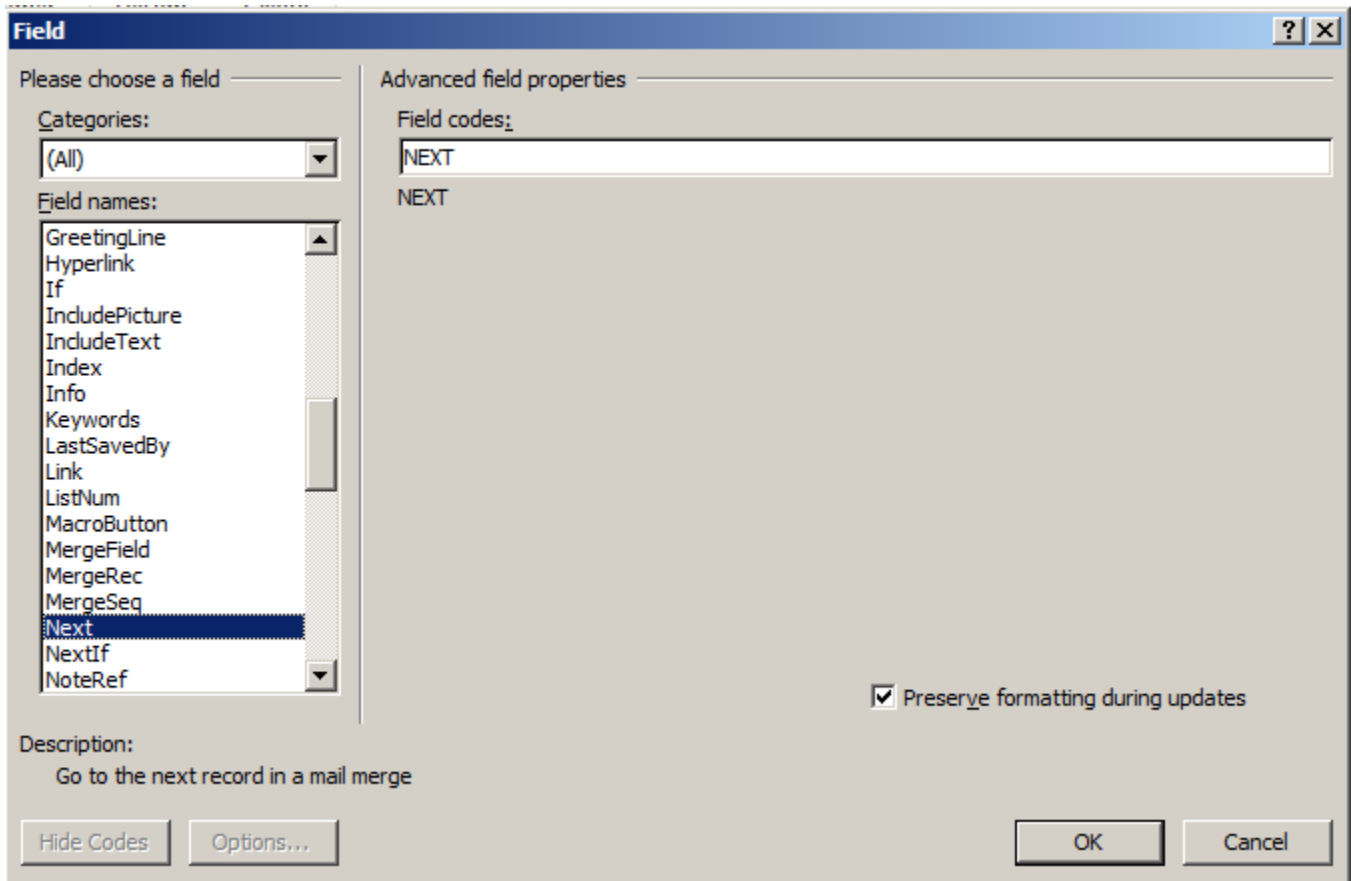 Field
Please choose a field
Categories:
(All)
Field names:
GreetingLine
Hyperlink
If
IncludePicture
IncludeText
Index
Info
Keywords
LastSavedBy
Link
ListNum
MacroButton
MergeField
MergeRec
MergeSeq
Next
NextIf
NoteRef
Advanced field properties
Field codes:
NEXT
NEXT
Preserve formatting during updates
Description:
Go to the next record in a mail merge
Hide Codes
Options...
OK
Cancel